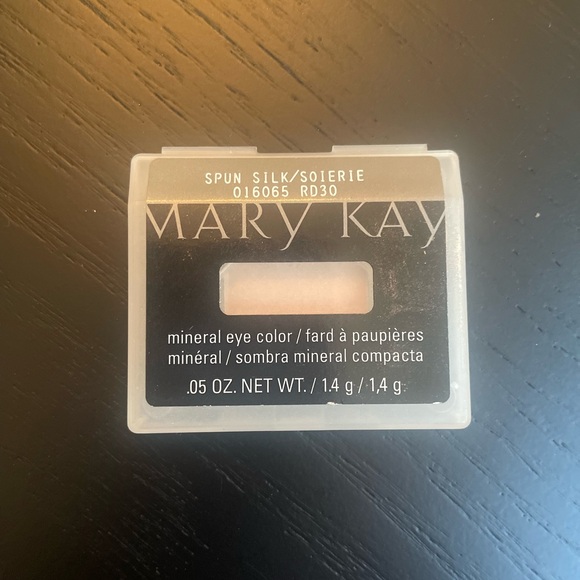 SPUN SILK/SOIERIE
016065 RD30
MARY KAY
mineral eye color / fard à paupières
minéral / sombra mineral compacta
.05 OZ. NET WT. / 1.4 g / 1,4 g